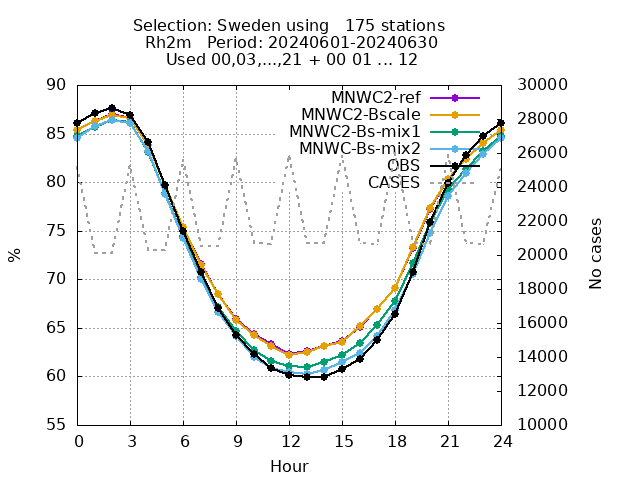 Selection: Sweden using   175 stations
Rh2m   Period: 20240601-20240630
Used 00,03,...,21 + 00 01 ... 12
90 30000
MNWC2-ref
MNWC2-Bscale 28000
85 MNWC2-Bs-mix1
MNWC-Bs-mix2 26000
OBS
80 CASES 24000
22000
75
20000
%
No cases
70
18000
65 16000
14000
60
12000
55 10000
0 3 6 9 12 15 18 21 24
Hour